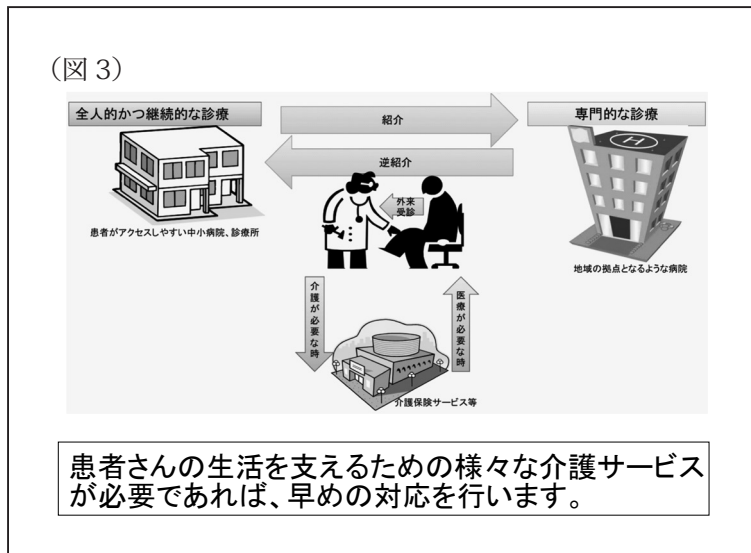 (図3)
全人的かつ継続的な診療
紹介
専門的な診療
逆紹介
外来
受診
患者がアクセスしやすい中小病院、診療所
地域の拠点となるような病院
介護が必要な時
医療が必要な時
介護保険サービス等
患者さんの生活を支えるための様々な介護サービス
が必要であれば、早めの対応を行います。
H